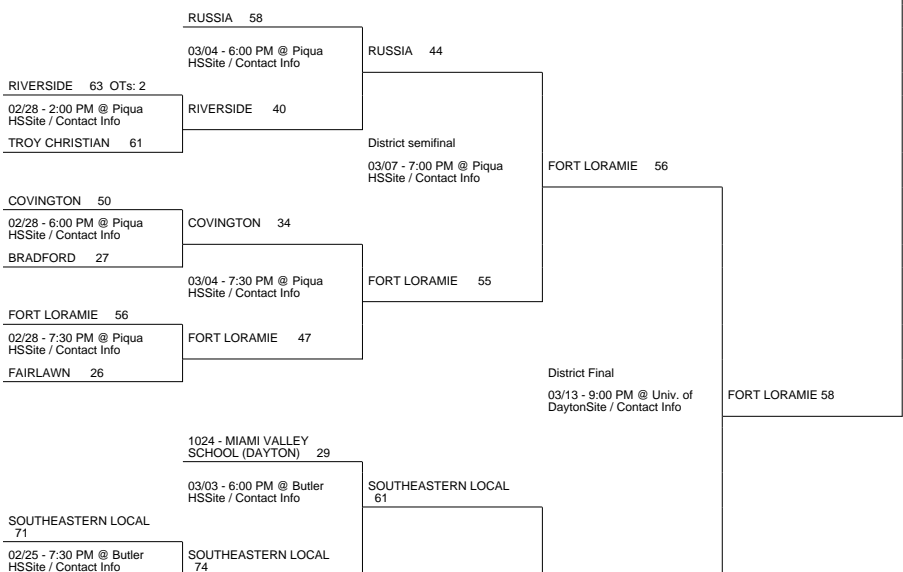 RUSSIA 58
03/04 - 6:00 PM @ Piqua
HSSite / Contact Info
RUSSIA 44
RIVERSIDE 63 OTs: 2
02/28 - 2:00 PM @ Piqua
HSSite / Contact Info
RIVERSIDE 40
TROY CHRISTIAN 61
District semifinal
03/07 - 7:00 PM @ Piqua
HSSite / Contact Info
FORT LORAMIE 56
COVINGTON 50
02/28 - 6:00 PM @ Piqua
HSSite / Contact Info
COVINGTON 34
BRADFORD 27
03/04 - 7:30 PM @ Piqua
HSSite / Contact Info
FORT LORAMIE 55
FORT LORAMIE 56
02/28 - 7:30 PM @ Piqua
HSSite / Contact Info
FORT LORAMIE 47
FAIRLAWN 26
District Final
03/13 - 9:00 PM @ Univ. of
DaytonSite / Contact Info
FORT LORAMIE 58
1024 - MIAMI VALLEY
SCHOOL (DAYTON) 29
03/03 - 6:00 PM @ Butler
HSSite / Contact Info
SOUTHEASTERN LOCAL
61
SOUTHEASTERN LOCAL
71
02/25 - 7:30 PM @ Butler
HSSite / Contact Info
SOUTHEASTERN LOCAL
74